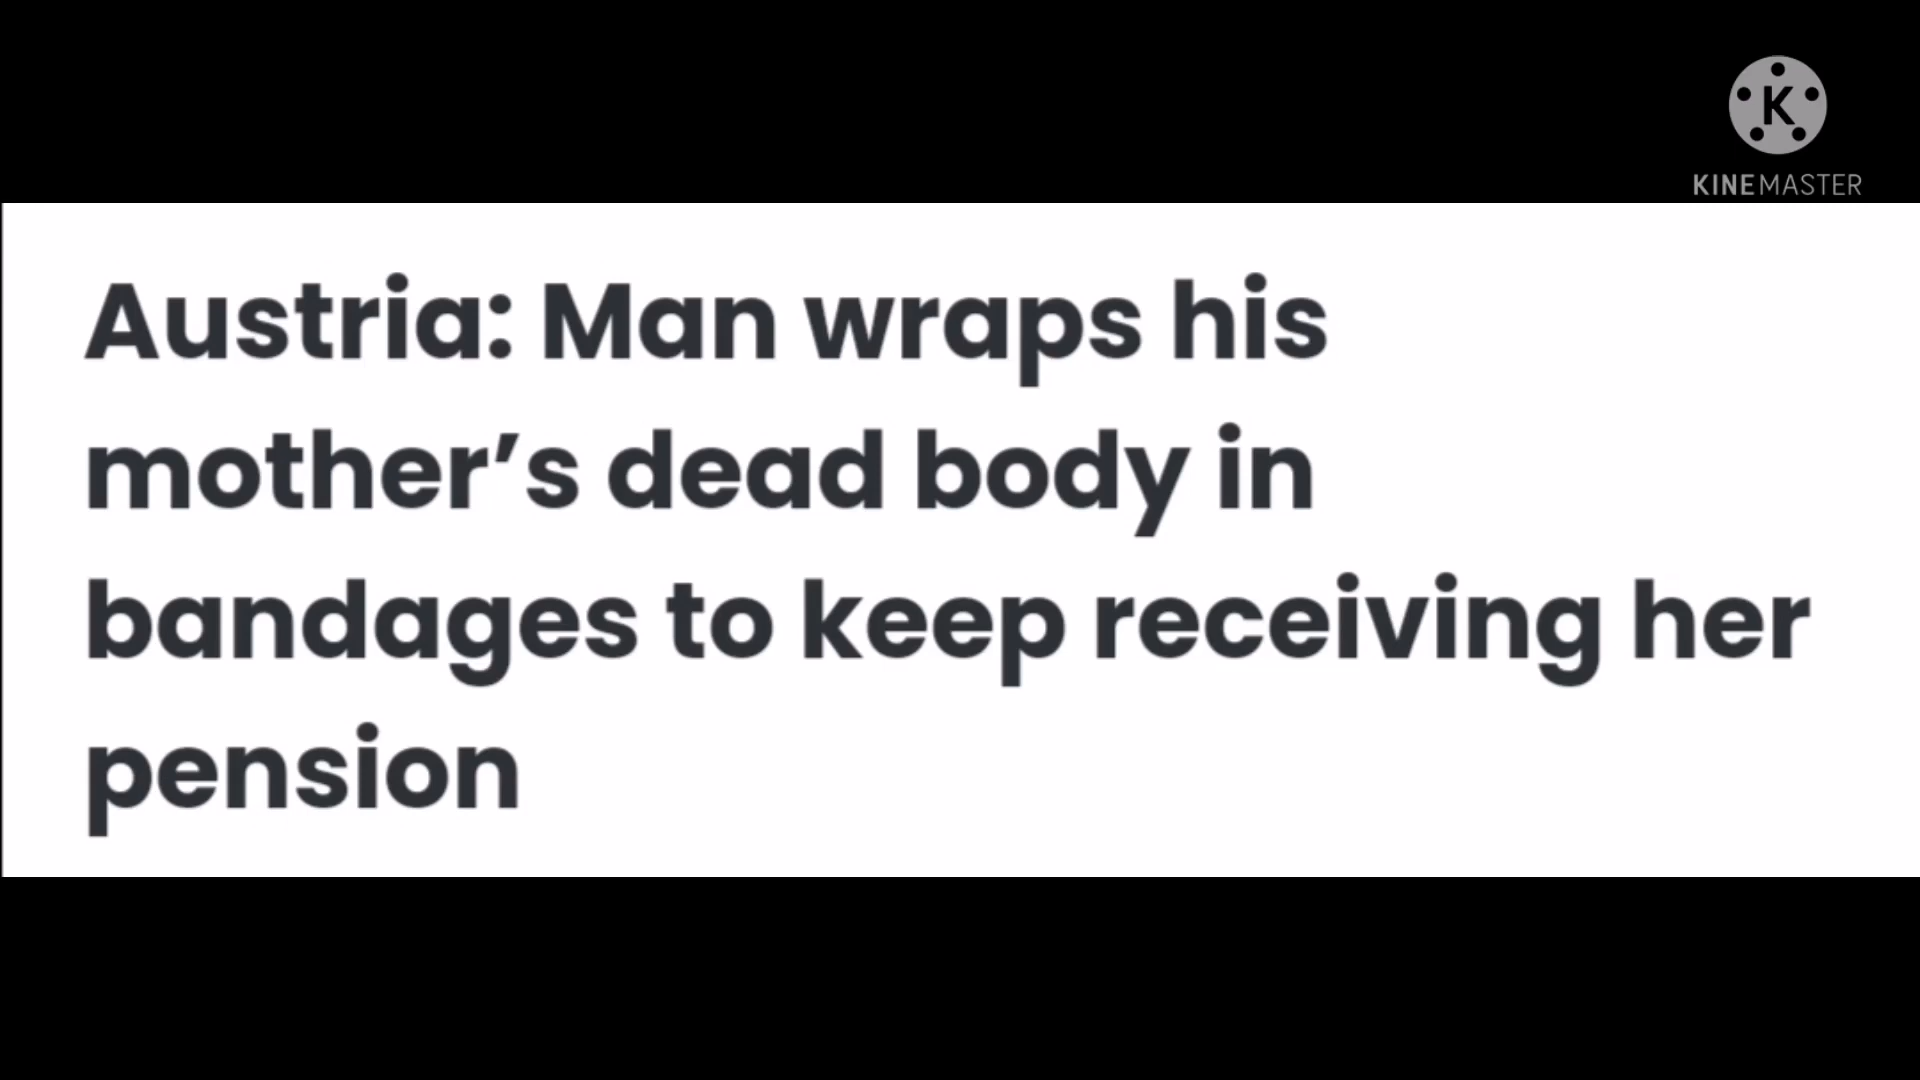 K
KINEMASTER
Austria: Man wraps his
mother’s dead body in
bandages to keep receiving her
pension